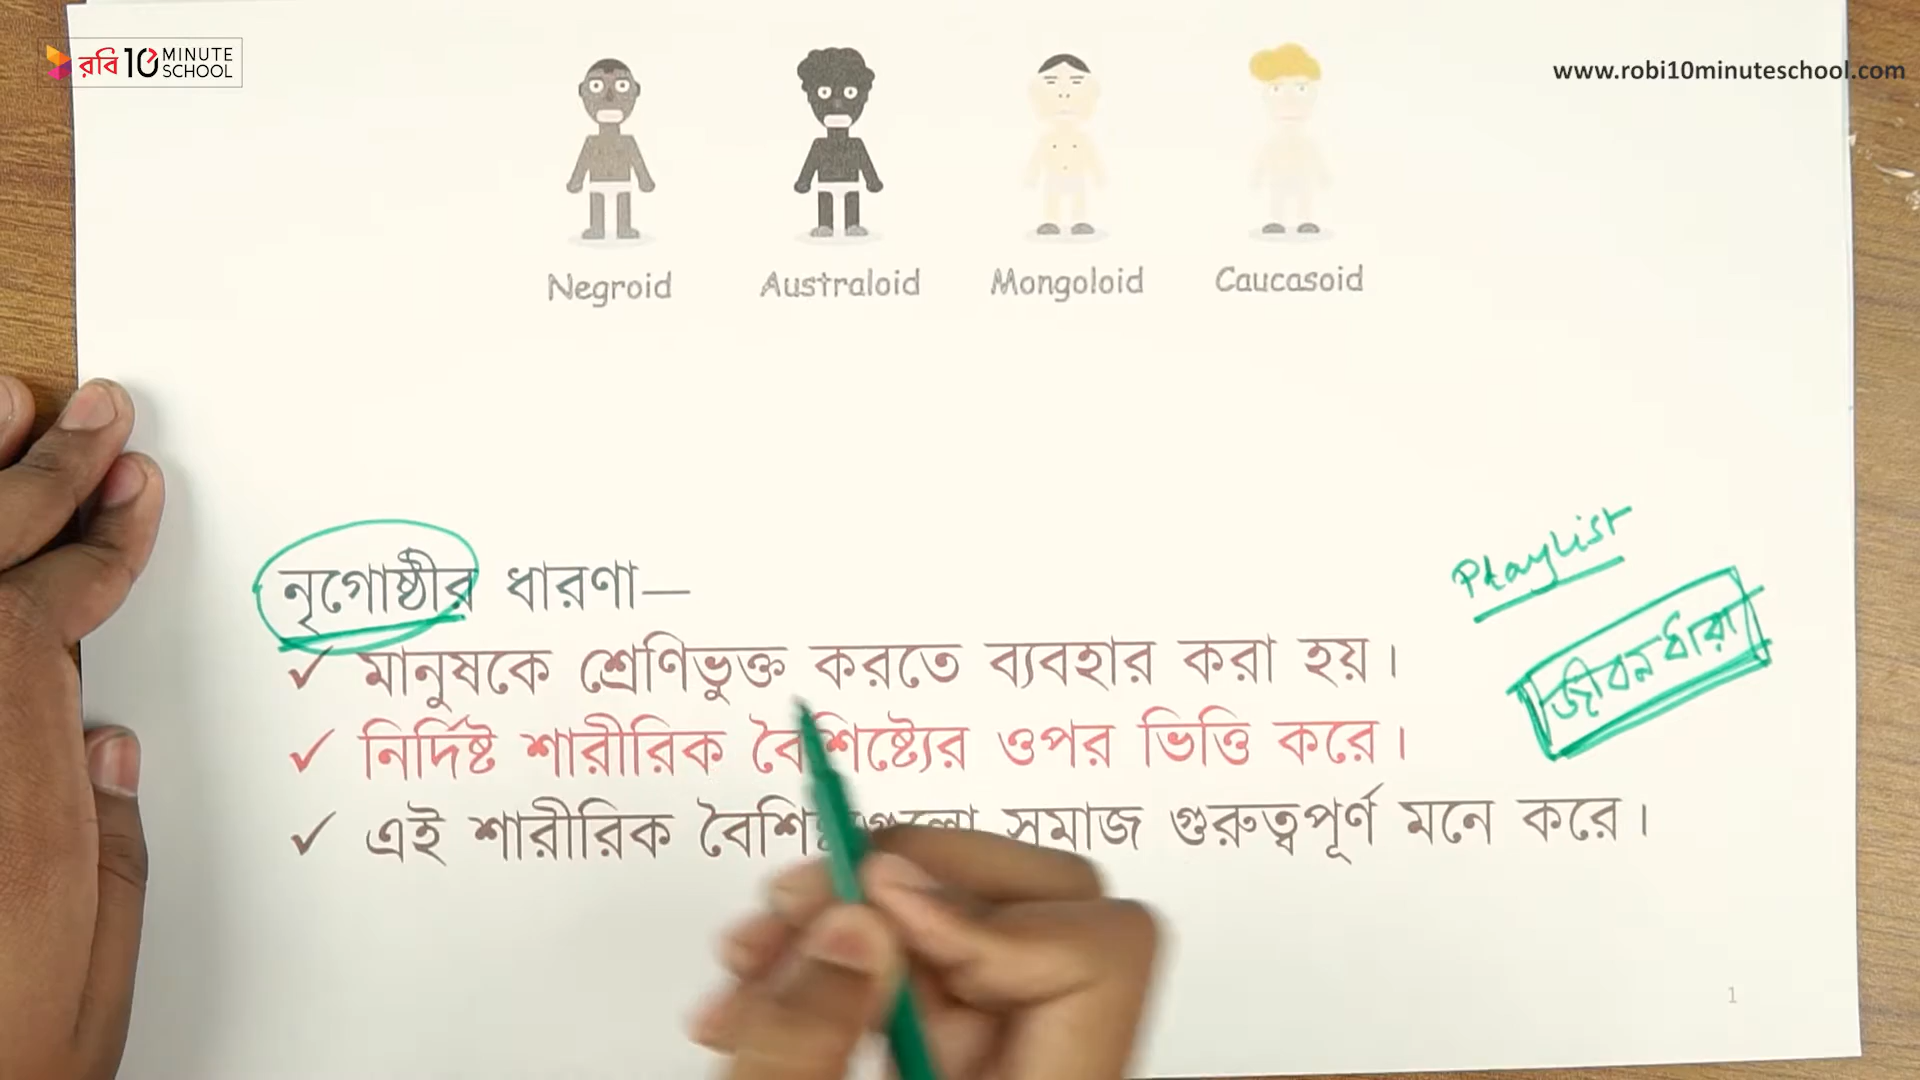 রবি 10 MINUTE SCHOOL
www.robi10minuteschool.com
Negroid Australoid Mongoloid Caucasoid
Playlist
নৃগোষ্ঠীর ধারণা—
জীবনধারা
✓ মানুষকে শ্রেণিভুক্ত করতে ব্যবহার করা হয়।
✓ নির্দিষ্ট শারীরিক বৈশিষ্ট্যের ওপর ভিত্তি করে।
✓ এই শারীরিক সমাজ গুরুত্বপূর্ণ মনে করে।
1